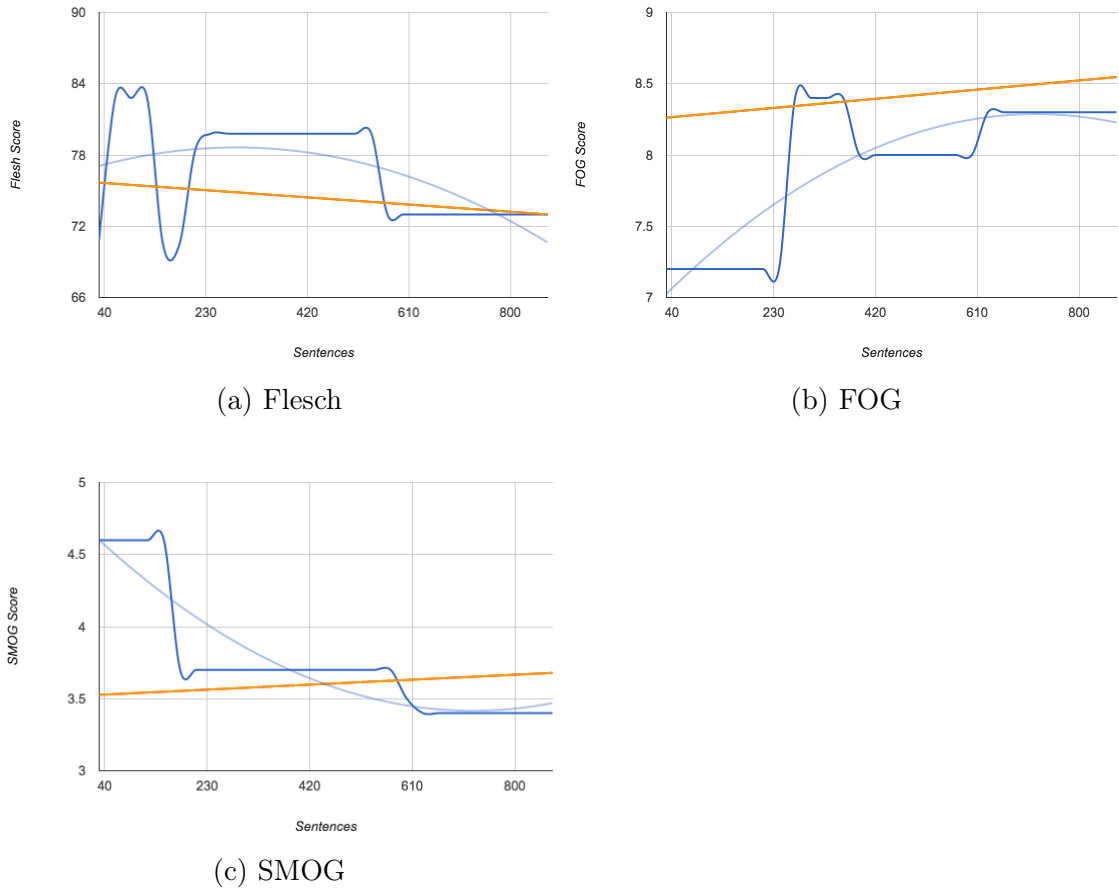 90
84
78
72
66
Flesh Score
40 230 420 610 800
Sentences
(a) Flesch
9
8.5
8
7.5
7
FOG Score
40 230 420 610 800
Sentences
(b) FOG
5
4.5
4
3.5
3
SMOG Score
40 230 420 610 800
Sentences
(c) SMOG